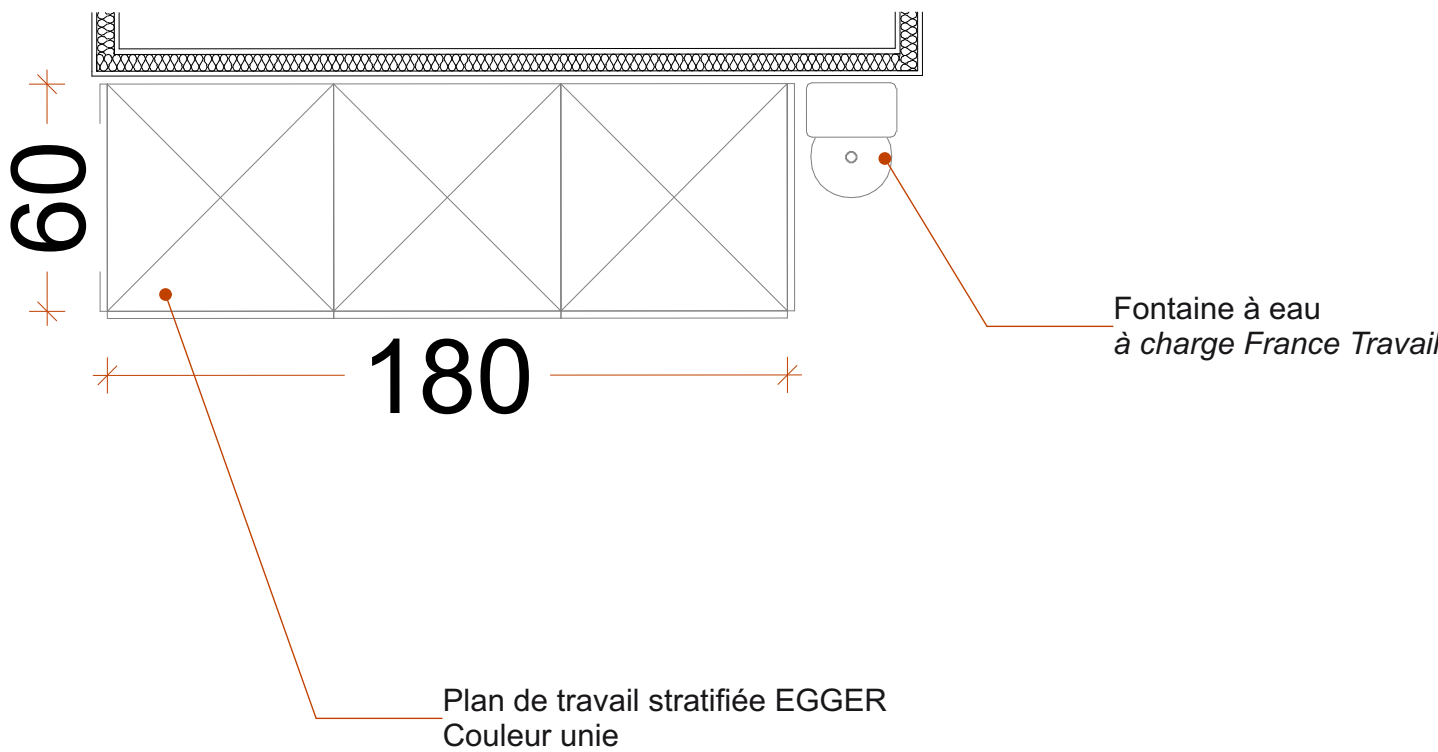 60
180
Fontaine à eau
à charge France Travail
Plan de travail stratifiée EGGER
Couleur unie